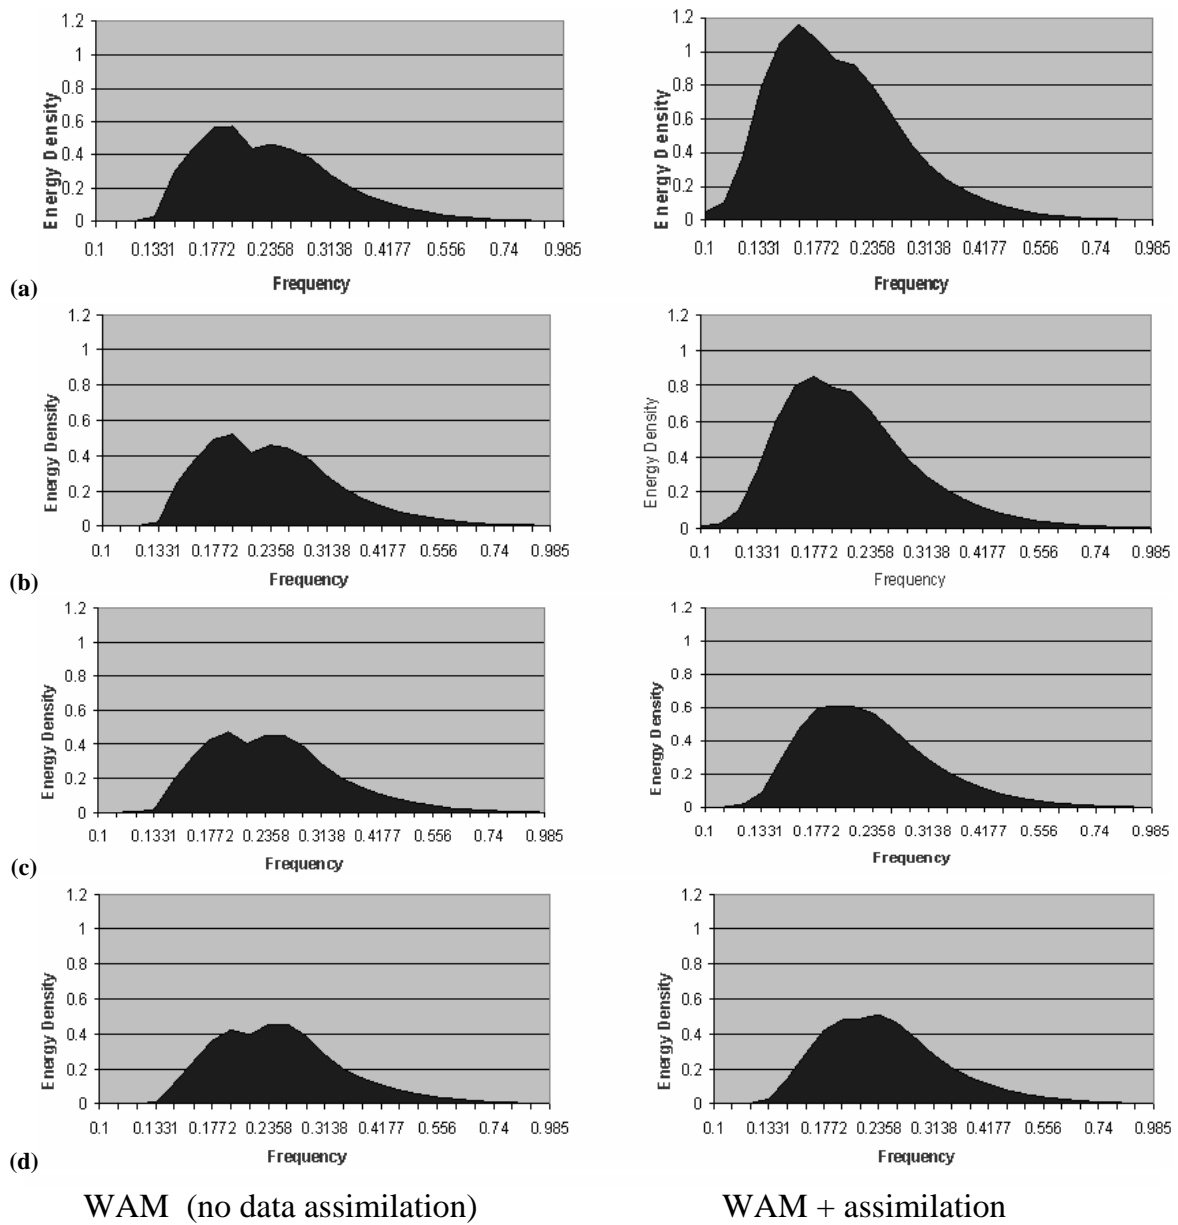 1.2 1 0.8 0.6 0.4 0.2 0
Energy Density
0.1 0.1331 0.1772 0.2358 0.3138 0.4177 0.556 0.74 0.985
Frequency
1.2 1 0.8 0.6 0.4 0.2 0
Energy Density
0.1 0.1331 0.1772 0.2358 0.3138 0.4177 0.556 0.74 0.985
Frequency
(a)
1.2 1 0.8 0.6 0.4 0.2 0
Energy Density
0.1 0.1331 0.1772 0.2358 0.3138 0.4177 0.556 0.74 0.985
Frequency
1.2 1 0.8 0.6 0.4 0.2 0
Energy Density
0.1 0.1331 0.1772 0.2358 0.3138 0.4177 0.556 0.74 0.985
Frequency
(b)
1.2 1 0.8 0.6 0.4 0.2 0
Energy Density
0.1 0.1331 0.1772 0.2358 0.3138 0.4177 0.556 0.74 0.985
Frequency
1.2 1 0.8 0.6 0.4 0.2 0
Energy Density
0.1 0.1331 0.1772 0.2358 0.3138 0.4177 0.556 0.74 0.985
Frequency
(c)
1.2 1 0.8 0.6 0.4 0.2 0
Energy Density
0.1 0.1331 0.1772 0.2358 0.3138 0.4177 0.556 0.74 0.985
Frequency
1.2 1 0.8 0.6 0.4 0.2 0
Energy Density
0.1 0.1331 0.1772 0.2358 0.3138 0.4177 0.556 0.74 0.985
Frequency
(d)
WAM (no data assimilation)
WAM + assimilation